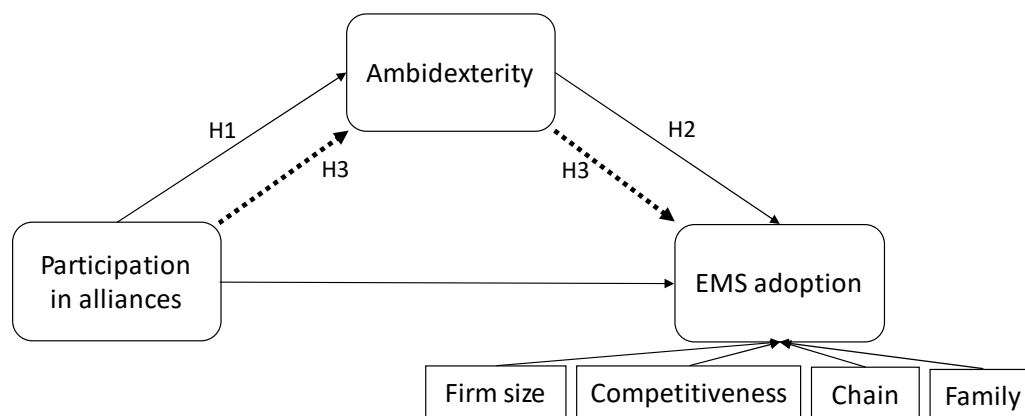 Ambidexterity
H1
H2
H3
H3
Participation
in alliances
EMS adoption
Firm size
Competitiveness
Chain
Family